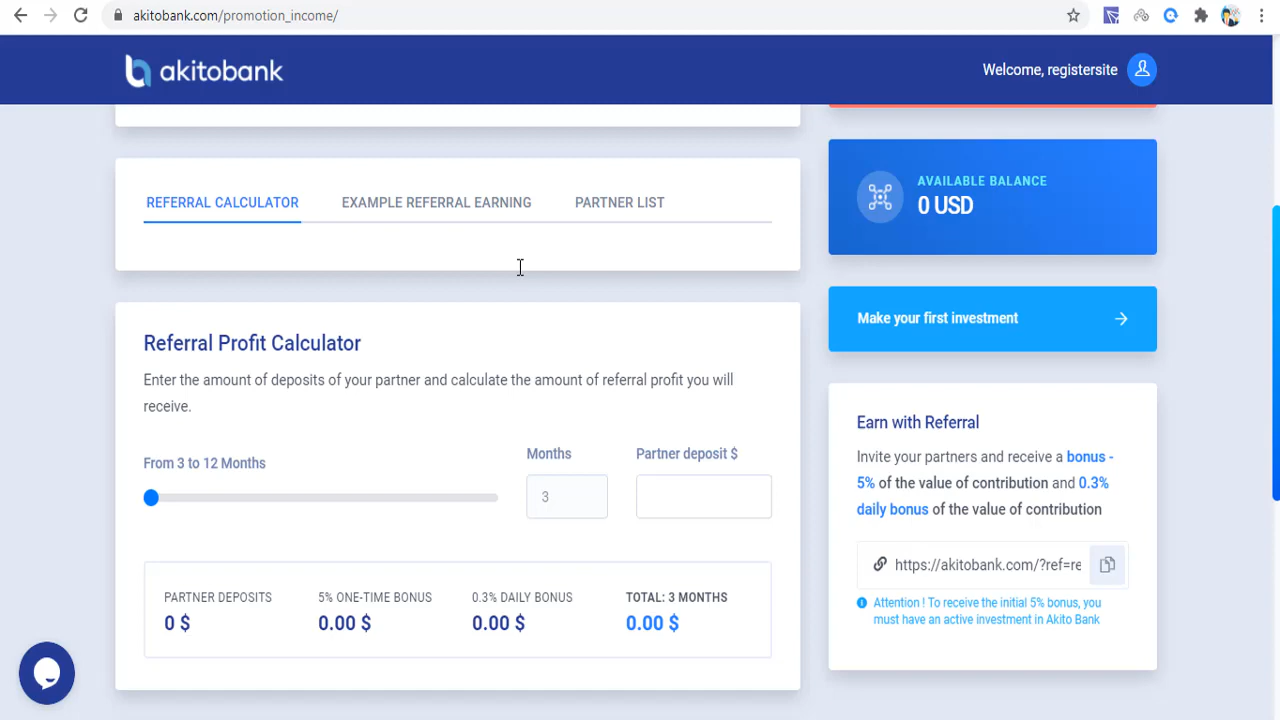 akitobank.com/promotion_income/
akitobank
Welcome, registersite
REFERRAL CALCULATOR
EXAMPLE REFERRAL EARNING
PARTNER LIST
Referral Profit Calculator
Enter the amount of deposits of your partner and calculate the amount of referral profit you will
receive.
From 3 to 12 Months
Months
3
Partner deposit $
PARTNER DEPOSITS
0 $
5% ONE-TIME BONUS
0.00 $
0.3% DAILY BONUS
0.00 $
TOTAL: 3 MONTHS
0.00 $
AVAILABLE BALANCE
0 USD
Make your first investment
Earn with Referral
Invite your partners and receive a bonus -
5% of the value of contribution and 0.3%
daily bonus of the value of contribution
https://akitobank.com/?ref=re
Attention ! To receive the initial 5% bonus, you
must have an active investment in Akito Bank